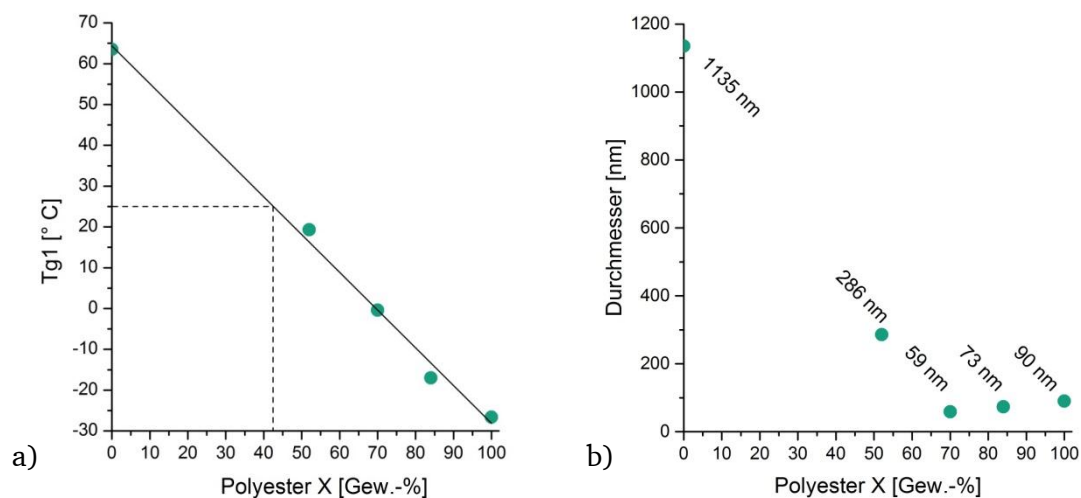 a)
Tg1 [° C]
70
60
50
40
30
20
10
0
-10
-20
-30
0 10 20 30 40 50 60 70 80 90 100
Polyester X [Gew.-%]
b)
Durchmesser [nm]
1200
1000
800
600
400
200
0
1135 nm
286 nm
59 nm
73 nm
90 nm
0 10 20 30 40 50 60 70 80 90 100
Polyester X [Gew.-%]